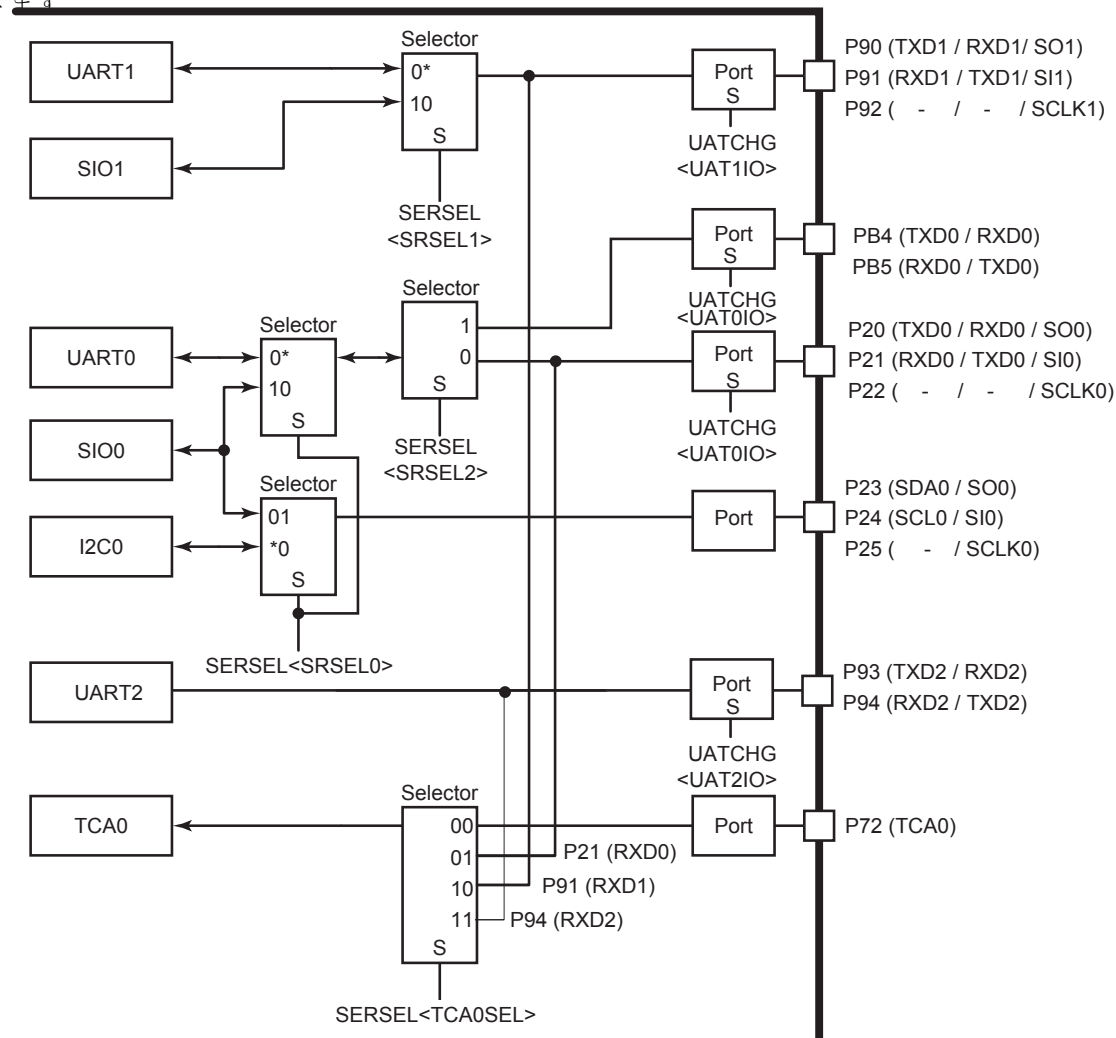 Selector
UART1
0*
10
S
SIO1
SERSEL
<SRSEL1>
Port
S
UATCHG
<UAT1IO>
P90 (TXD1 / RXD1/ SO1)
P91 (RXD1 / TXD1/ SI1)
P92 ( - / - / SCLK1)
Port
S
UATCHG
<UAT0IO>
PB4 (TXD0 / RXD0)
PB5 (RXD0 / TXD0)
Selector
1
0
S
SERSEL
<SRSEL2>
Selector
UART0
0*
10
S
SIO0
Port
S
UATCHG
<UAT0IO>
P20 (TXD0 / RXD0 / SO0)
P21 (RXD0 / TXD0 / SI0)
P22 ( - / - / SCLK0)
Selector
01
*0
S
I2C0
SERSEL<SRSEL0>
Port
P23 (SDA0 / SO0)
P24 (SCL0 / SI0)
P25 ( - / SCLK0)
UART2
Port
S
UATCHG
<UAT2IO>
P93 (TXD2 / RXD2)
P94 (RXD2 / TXD2)
Selector
TCA0
00
01
10
11
S
P21 (RXD0)
P91 (RXD1)
P94 (RXD2)
SERSEL<TCA0SEL>
Port
P72 (TCA0)